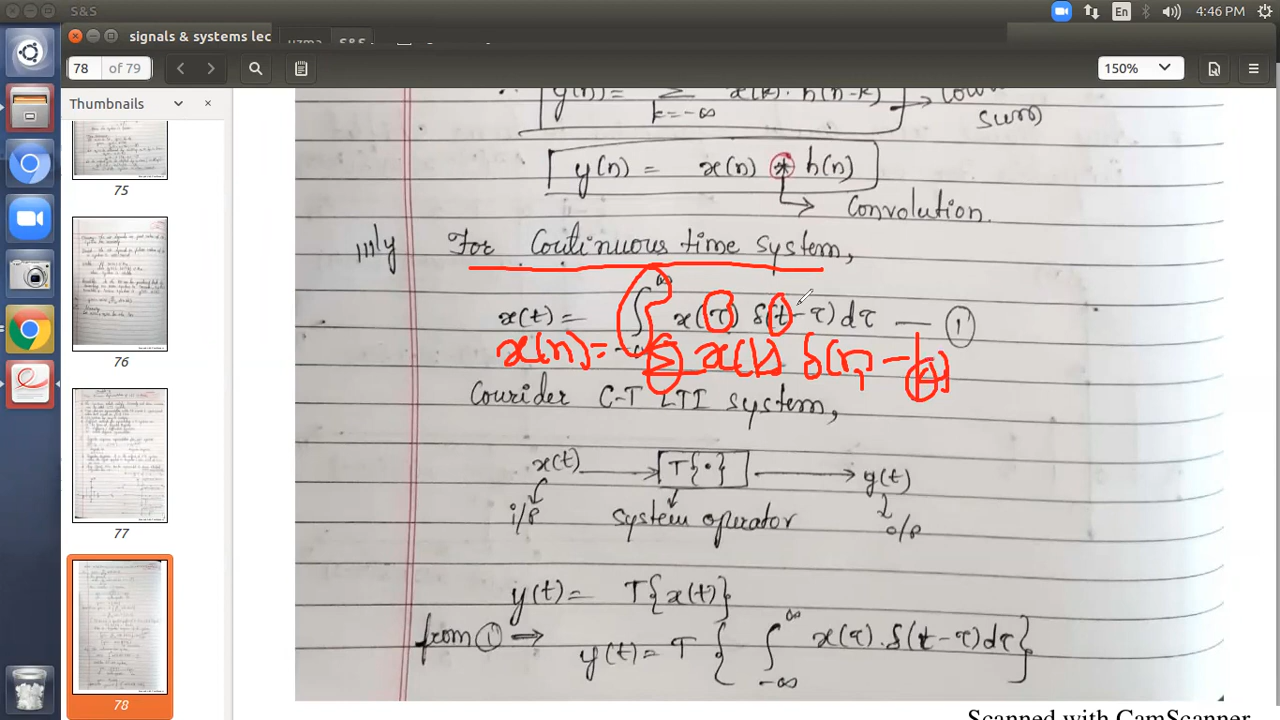 S&S
En
4:46 PM
signals & systems lec
S&S
78 of 79
150%
Thumbnails
75
76
77
78
y(n) = Σ x(k). h(n-k)
k=-∞
sum)
y(n) = x(n) * h(n)
Convolution.
|||ly For Continuous time system,
x(t) = ∫ x(τ) δ(t-τ) dτ — ①
∞
-∞
x(n) = Σ x(k)
Consider C-T LTI system,
x(t) → T{•} → y(t)
i/p system operator o/p
y(t) = T{x(t)}
from ① ⇒ y(t) = T { ∫ x(τ).δ(t-τ)dτ }
∞
-∞
Scanned with CamScanner